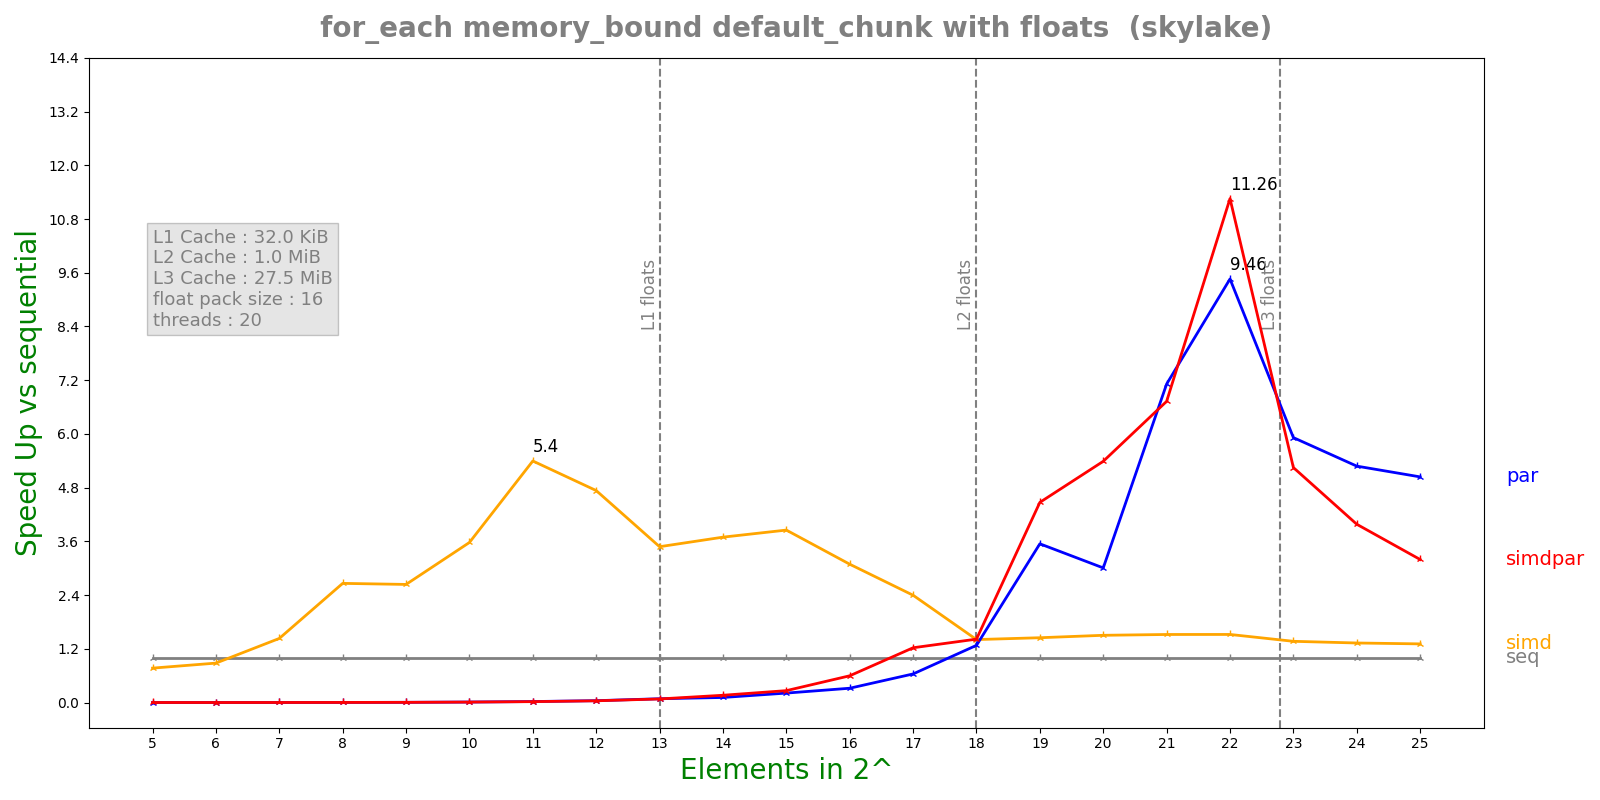 for_each memory_bound default_chunk with floats  (skylake)
Speed Up vs sequential
14.4
13.2
12.0
10.8
9.6
8.4
7.2
6.0
4.8
3.6
2.4
1.2
0.0
L1 Cache : 32.0 KiB
L2 Cache : 1.0 MiB
L3 Cache : 27.5 MiB
float pack size : 16
threads : 20
L1 floats
L2 floats
L3 floats
5.4
11.26
9.46
par
simdpar
simd
seq
5 6 7 8 9 10 11 12 13 14 15 16 17 18 19 20 21 22 23 24 25
Elements in 2^